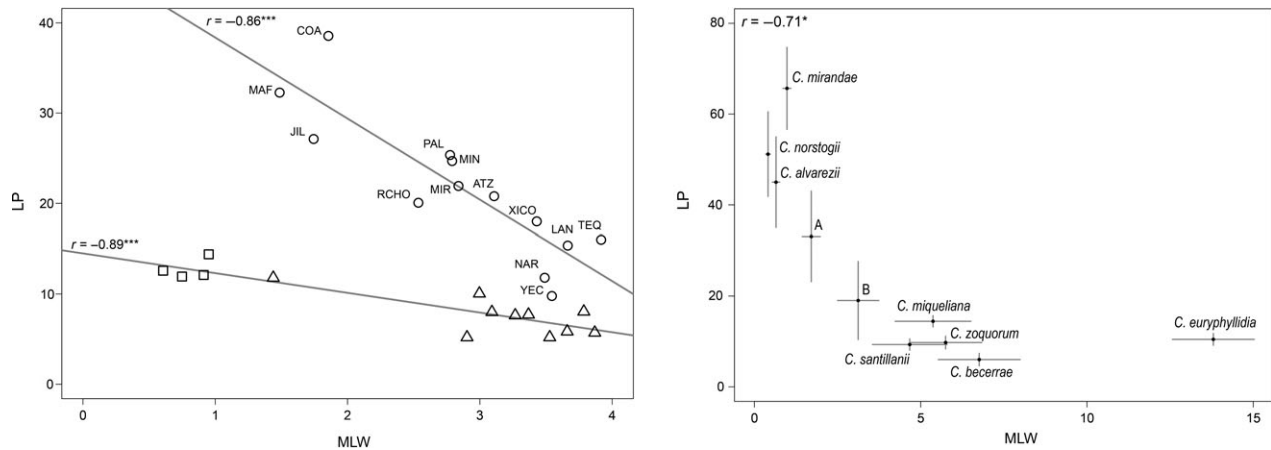 40
30
20
10
0
LP
r = –0.86***
COA
MAF
JIL
PAL
MIN
RCHO
MIR
ATZ
XICO
LAN
TEQ
NAR
YEC
r = –0.89***
0 1 2 3 4
MLW
80
60
40
20
0
LP
r = –0.71*
C. mirandae
C. norstogii
C. alvarezii
A
B
C. miqueliana
C. zoquorum
C. euryphyllidia
C. santillanii
C. becerrae
0 5 10 15
MLW